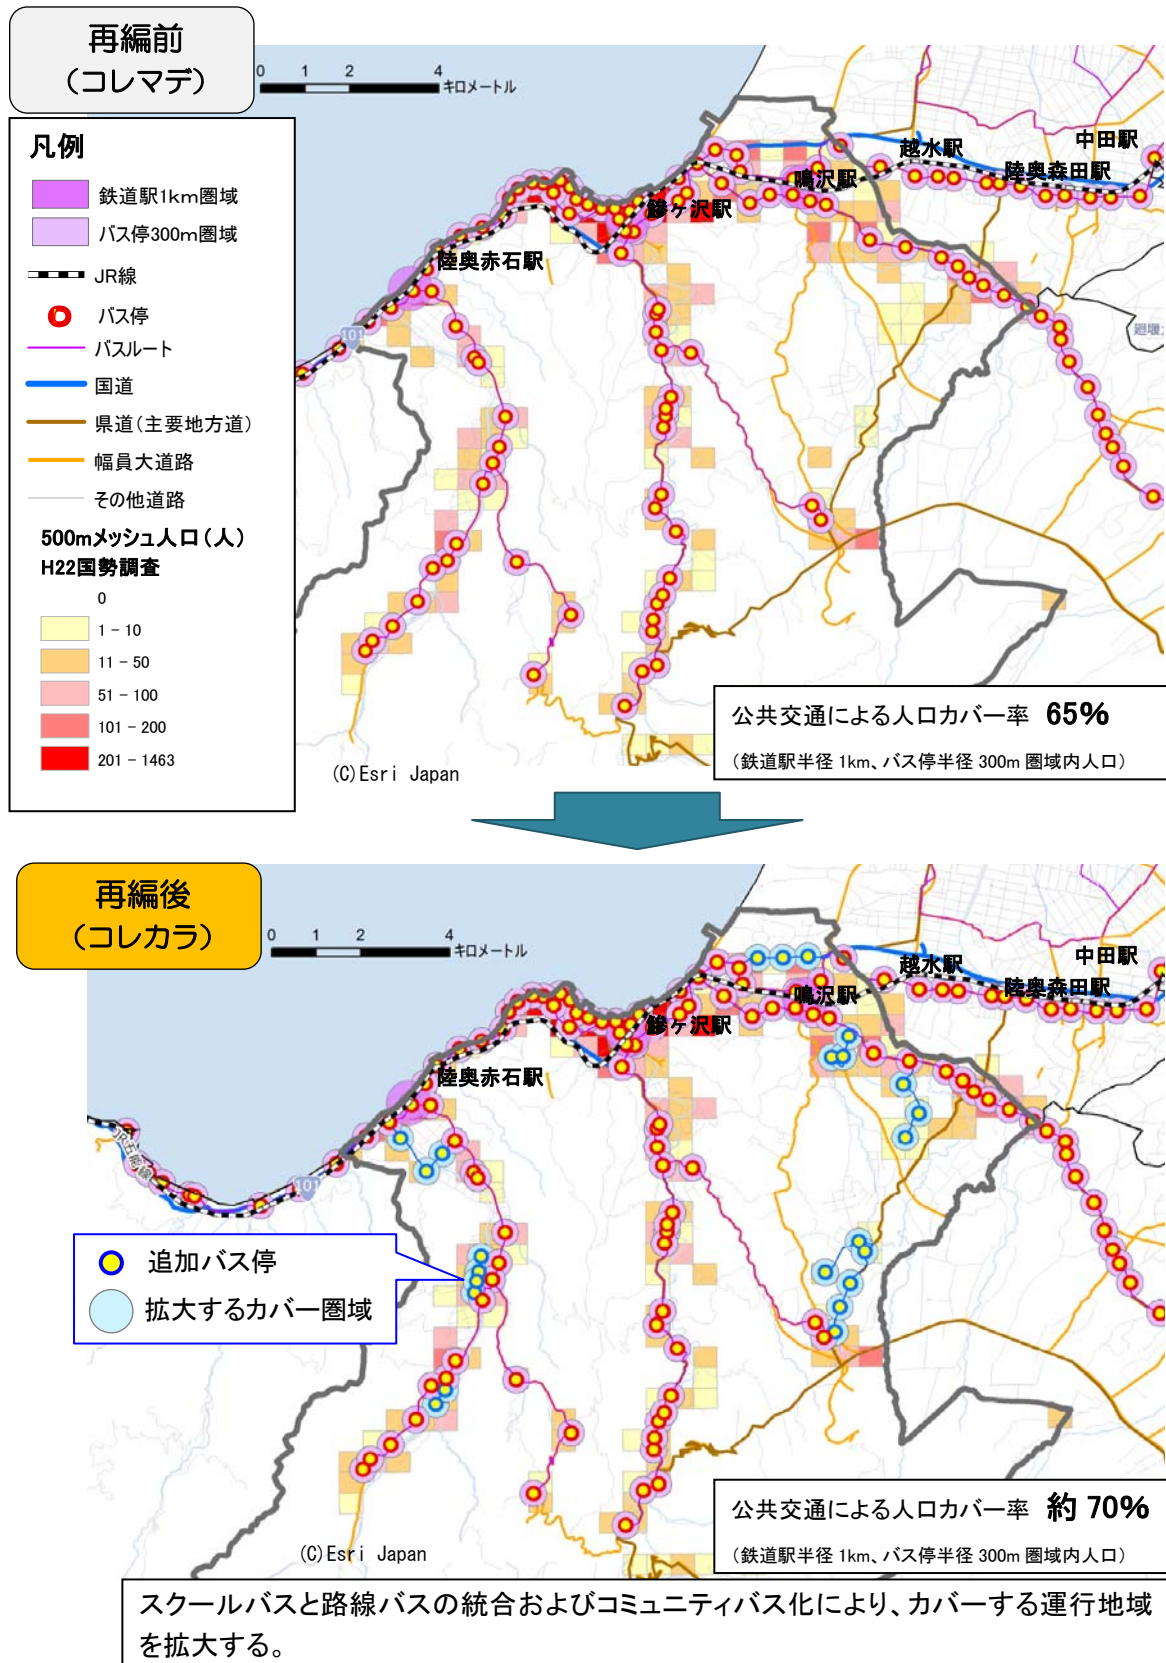 再編前
（コレマデ）
0 1 2 4
キロメートル
凡例
鉄道駅1km圏域
バス停300m圏域
JR線
バス停
バスルート
国道
県道（主要地方道）
幅員大道路
その他道路
500mメッシュ人口（人）
H22国勢調査
0
1 - 10
11 - 50
51 - 100
101 - 200
201 - 1463
中田駅
越水駅
陸奥森田駅
鳴沢駅
鰺ヶ沢駅
陸奥赤石駅
101
公共交通による人口カバー率 65%
（鉄道駅半径 1km、バス停半径 300m 圏域内人口）
(C)Esri Japan
再編後
（コレカラ）
0 1 2 4
キロメートル
中田駅
越水駅
陸奥森田駅
鳴沢駅
鰺ヶ沢駅
陸奥赤石駅
JR五能線
101
追加バス停
拡大するカバー圏域
公共交通による人口カバー率 約 70%
（鉄道駅半径 1km、バス停半径 300m 圏域内人口）
(C)Esri Japan
スクールバスと路線バスの統合およびコミュニティバス化により、カバーする運行地域
を拡大する。